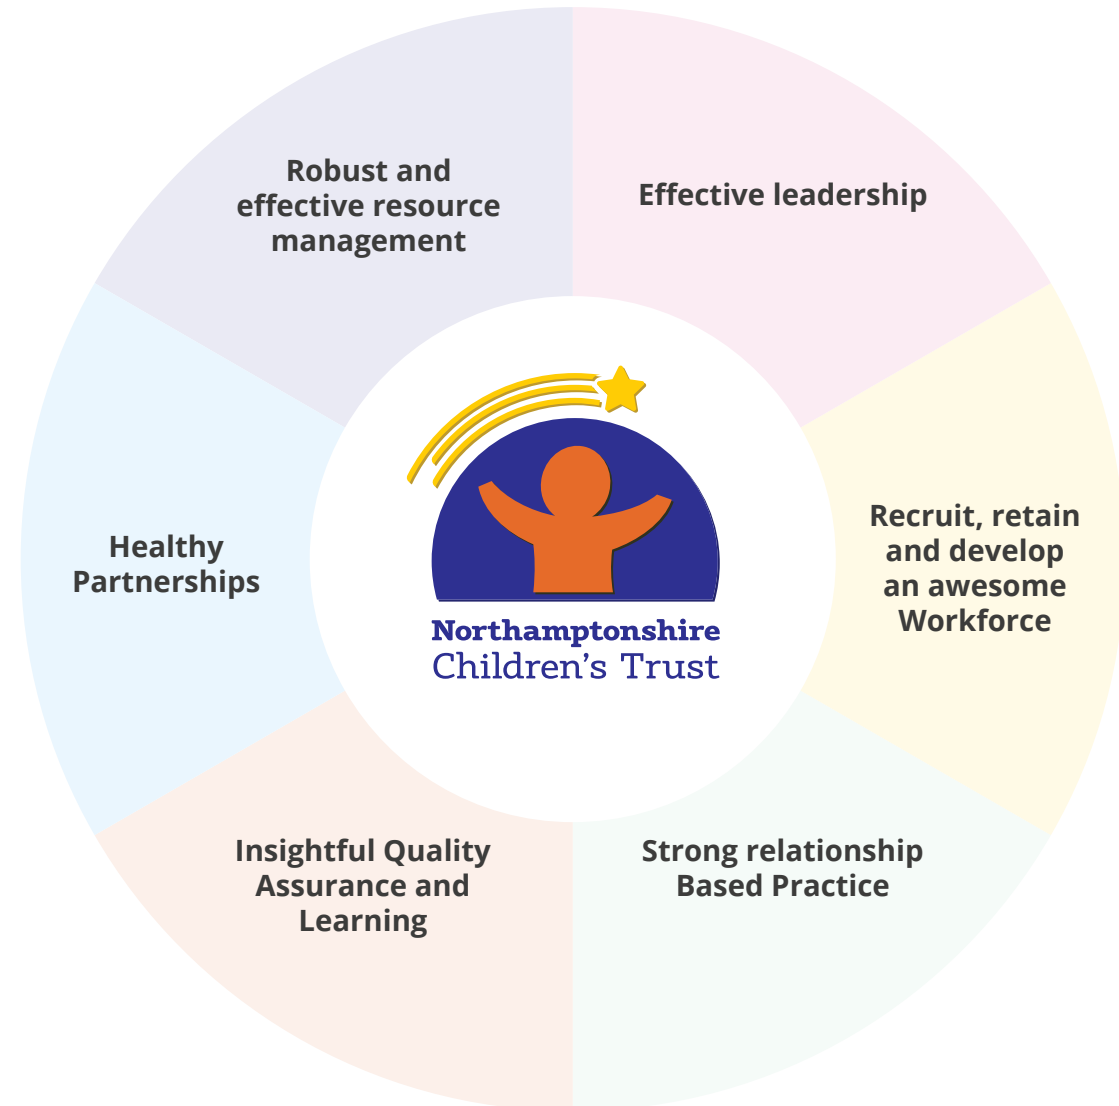 Robust and
effective resource
management
Effective leadership
Healthy
Partnerships
Northamptonshire
Children’s Trust
Recruit, retain
and develop
an awesome
Workforce
Insightful Quality
Assurance and
Learning
Strong relationship
Based Practice